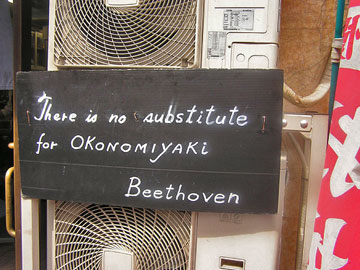 There is no substitute
for OKONOMIYAKI
Beethoven